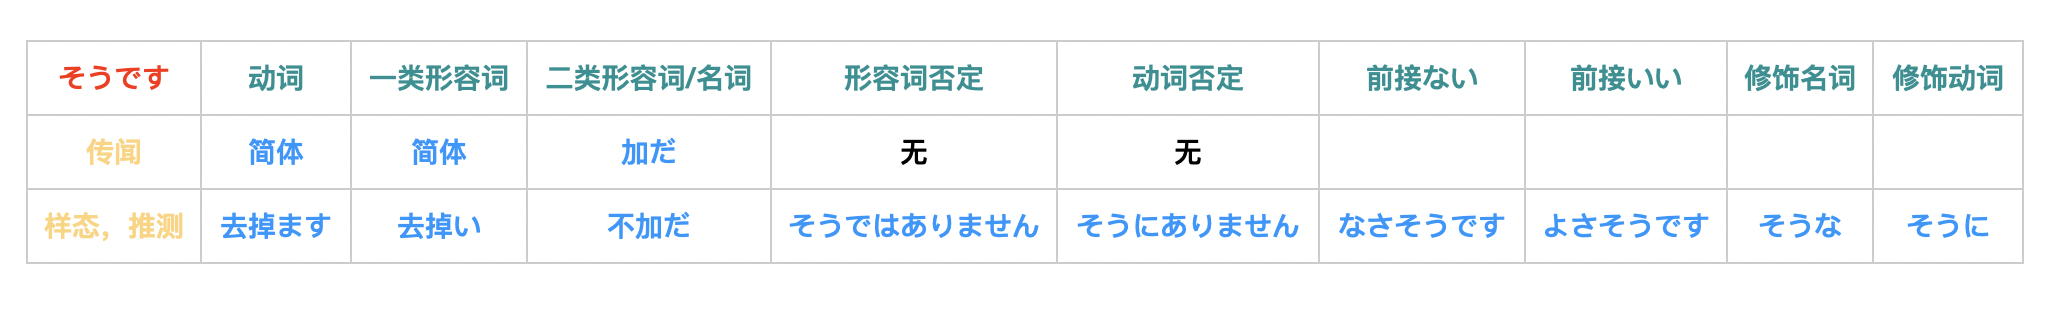 そうです 动词 一类形容词 二类形容词/名词 形容词否定 动词否定 前接ない 前接いい 修饰名词 修饰动词
传闻 简体 简体 加だ 无 无
样态，推测 去掉ます 去掉い 不加だ そうではありません そうにありません なさそうです よさそうです そうな そうに